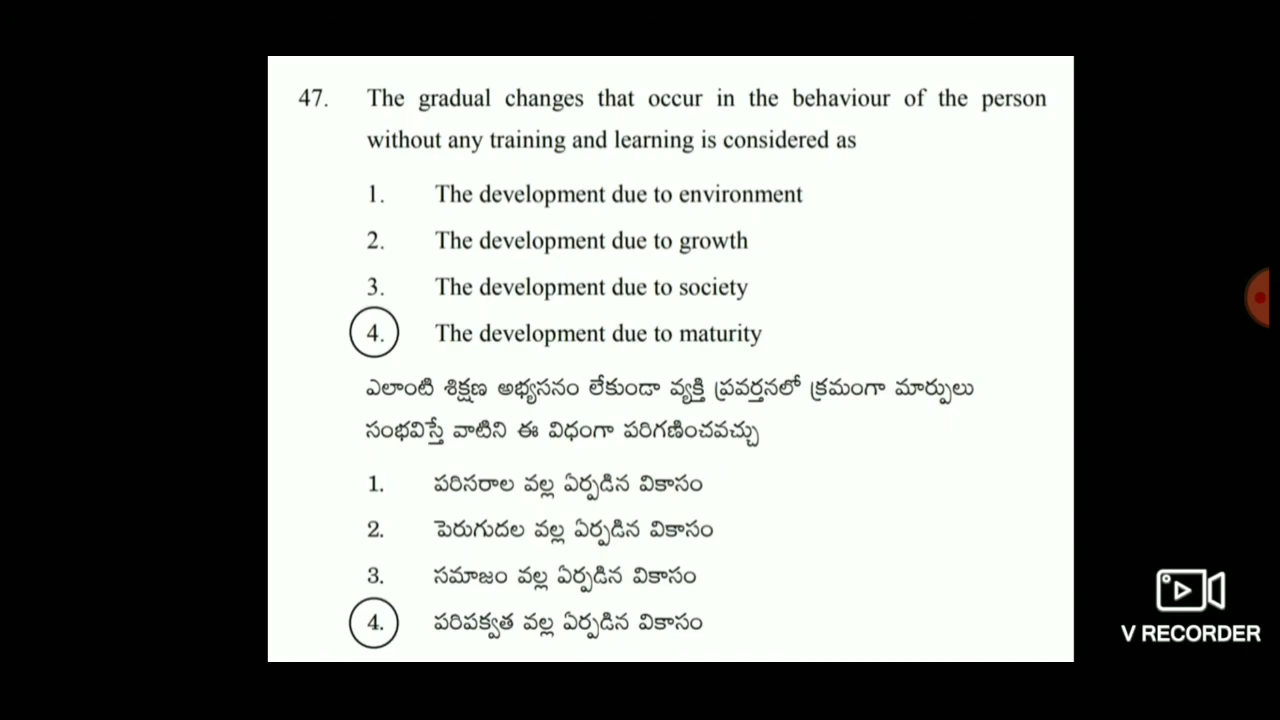 47. The gradual changes that occur in the behaviour of the person
without any training and learning is considered as
1. The development due to environment
2. The development due to growth
3. The development due to society
4. The development due to maturity
ఎలాంటి శిక్షణ అభ్యసనం లేకుండా వ్యక్తి ప్రవర్తనలో క్రమంగా మార్పులు
సంభవిస్తే వాటిని ఈ విధంగా పరిగణించవచ్చు
1. పరిసరాల వల్ల ఏర్పడిన వికాసం
2. పెరుగుదల వల్ల ఏర్పడిన వికాసం
3. సమాజం వల్ల ఏర్పడిన వికాసం
4. పరిపక్వత వల్ల ఏర్పడిన వికాసం
V RECORDER